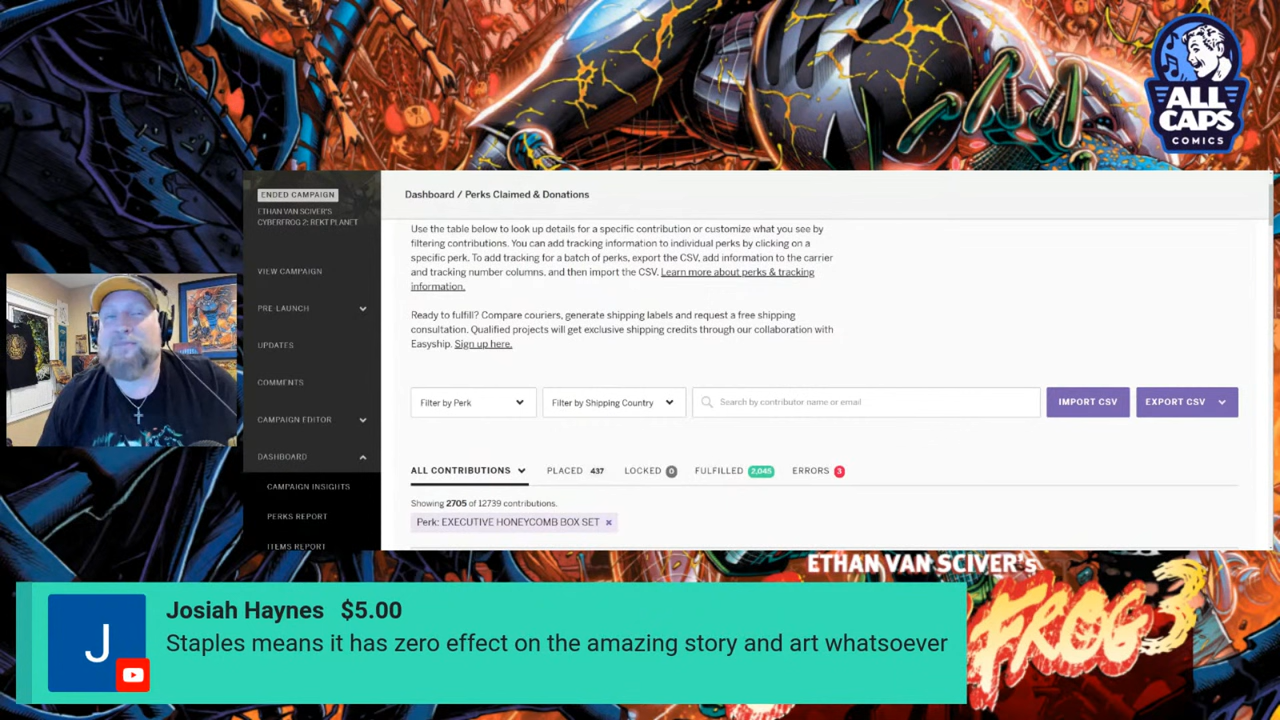 ALL
CAPS
COMICS
ENDED CAMPAIGN
ETHAN VAN SCIVER'S
CYBERFROG 2: REKT PLANET
VIEW CAMPAIGN
PRE-LAUNCH
UPDATES
COMMENTS
CAMPAIGN EDITOR
DASHBOARD
CAMPAIGN INSIGHTS
PERKS REPORT
ITEMS REPORT
Dashboard / Perks Claimed & Donations
Use the table below to look up details for a specific contribution or customize what you see by
filtering contributions. You can add tracking information to individual perks by clicking on a
specific perk. To add tracking for a batch of perks, export the CSV, add information to the carrier
and tracking number columns, and then import the CSV. Learn more about perks & tracking
information.
Ready to fulfill? Compare couriers, generate shipping labels and request a free shipping
consultation. Qualified projects will get exclusive shipping credits through our collaboration with
Easyship. Sign up here.
Filter by Perk
Filter by Shipping Country
Search by contributor name or email
IMPORT CSV
EXPORT CSV
ALL CONTRIBUTIONS PLACED 437 LOCKED 0 FULFILLED 2,045 ERRORS 3
Showing 2705 of 12739 contributions.
Perk: EXECUTIVE HONEYCOMB BOX SET ×
ETHAN VAN SCIVER's
FROG 3
J
Josiah Haynes $5.00
Staples means it has zero effect on the amazing story and art whatsoever